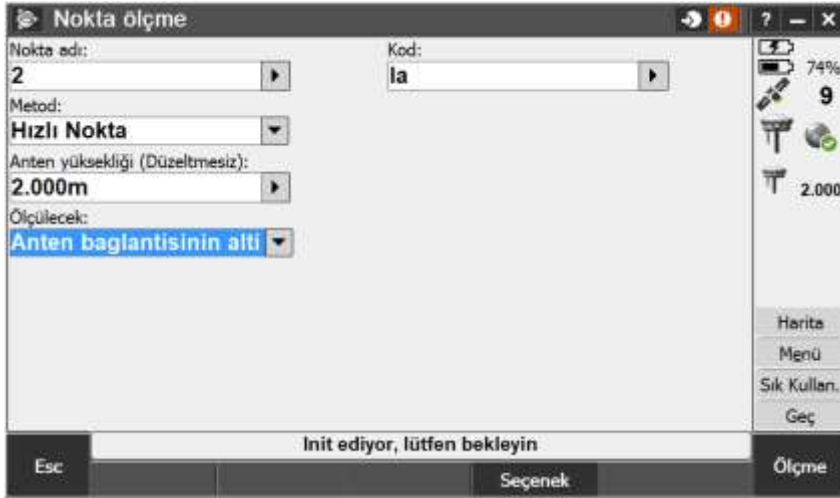 Nokta ölçme
? – ×
Nokta adı:
2
Kod:
la
Metod:
Hızlı Nokta
Anten yüksekliği (Düzeltmesiz):
2.000m
Ölçülecek:
Anten baglantisinin alti
74%
9
2.000
Harita
Menü
Sık Kullan.
Geç
Init ediyor, lütfen bekleyin
Esc
Seçenek
Ölçme